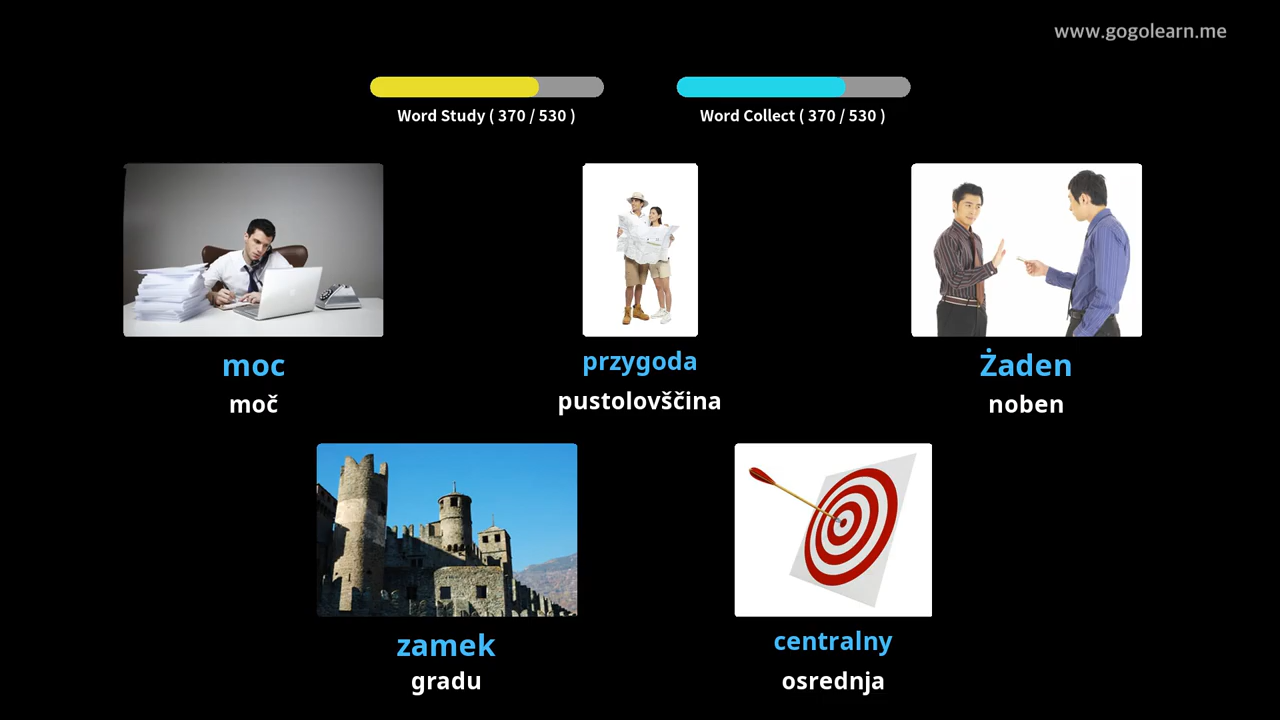 www.gogolearn.me
Word Study ( 370 / 530 )
Word Collect ( 370 / 530 )
moc
moč
przygoda
pustolovščina
Żaden
noben
zamek
gradu
centralny
osrednja